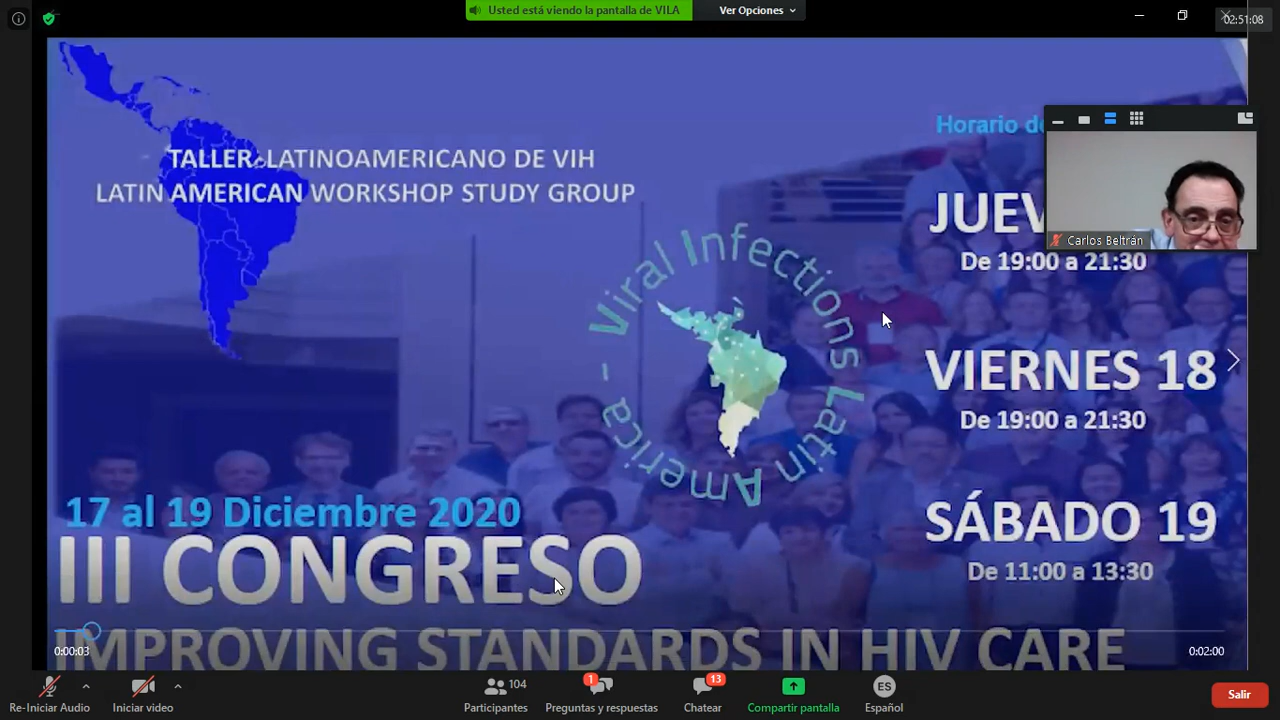 Usted está viendo la pantalla de VILA
Ver Opciones
02:51:08
TALLER LATINOAMERICANO DE VIH
LATIN AMERICAN WORKSHOP STUDY GROUP
Viral Infections Latin America -
Horario de
JUEV
De 19:00 a 21:30
Carlos Beltrán
VIERNES 18
De 19:00 a 21:30
SÁBADO 19
De 11:00 a 13:30
17 al 19 Diciembre 2020
III CONGRESO
IMPROVING STANDARDS IN HIV CARE
0:00:03
0:02:00
Re-Iniciar Audio
Iniciar video
104
Participantes
1
Preguntas y respuestas
13
Chatear
Compartir pantalla
ES
Español
Salir